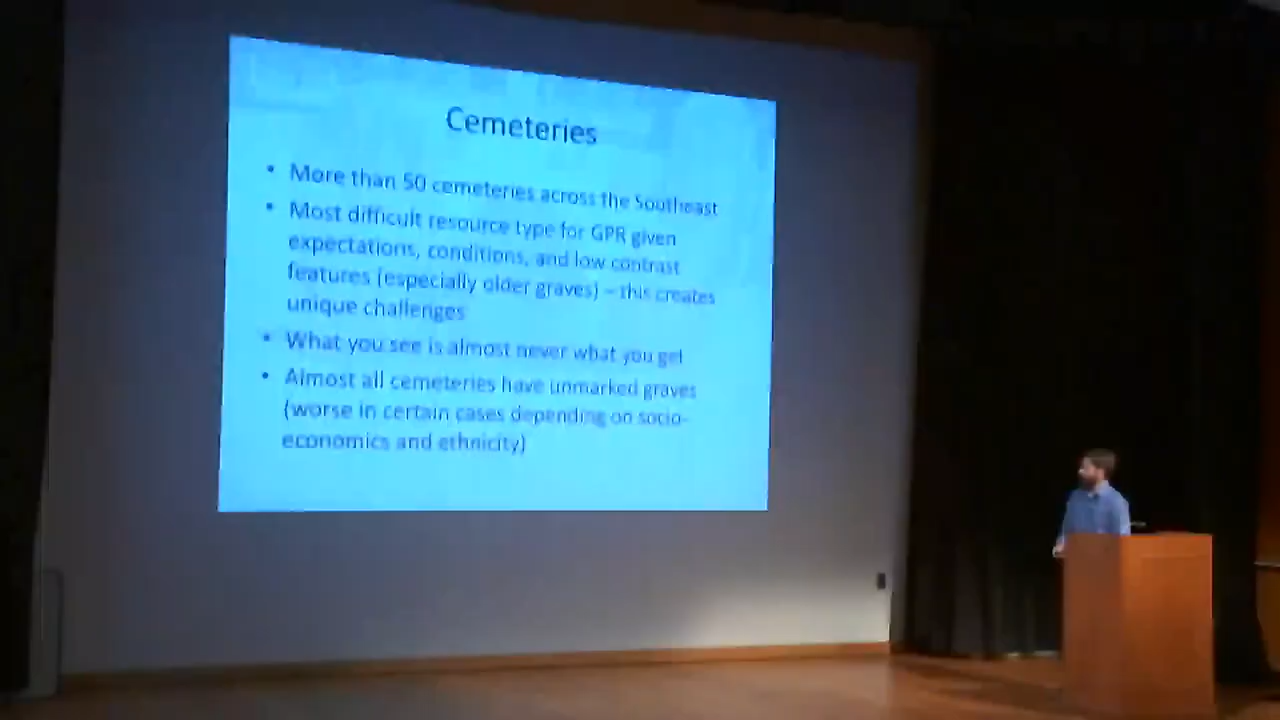 Cemeteries
• More than 50 cemeteries across the Southeast
• Most difficult resource type for GPR given
expectations, conditions, and low contrast
features (especially older graves) – this creates
unique challenges
• What you see is almost never what you get
• Almost all cemeteries have unmarked graves
(worse in certain cases depending on socio-
economics and ethnicity)